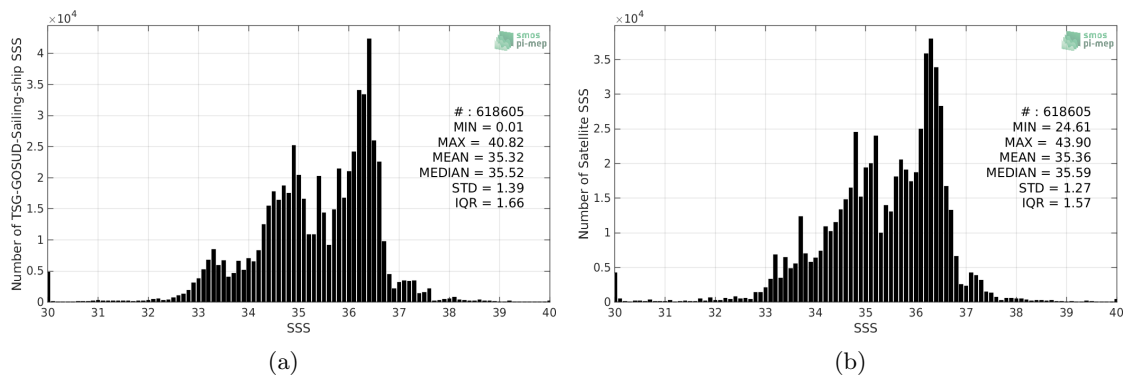 ×10⁴
4
3.5
3
2.5
2
1.5
1
0.5
0
Number of TSG-GOSUD-Sailing-ship SSS
smos
pi-mep
# : 618605
MIN = 0.01
MAX = 40.82
MEAN = 35.32
MEDIAN = 35.52
STD = 1.39
IQR = 1.66
30 31 32 33 34 35 36 37 38 39 40
SSS
(a)
×10⁴
3.5
3
2.5
2
1.5
1
0.5
0
Number of Satellite SSS
smos
pi-mep
# : 618605
MIN = 24.61
MAX = 43.90
MEAN = 35.36
MEDIAN = 35.59
STD = 1.27
IQR = 1.57
30 31 32 33 34 35 36 37 38 39 40
SSS
(b)